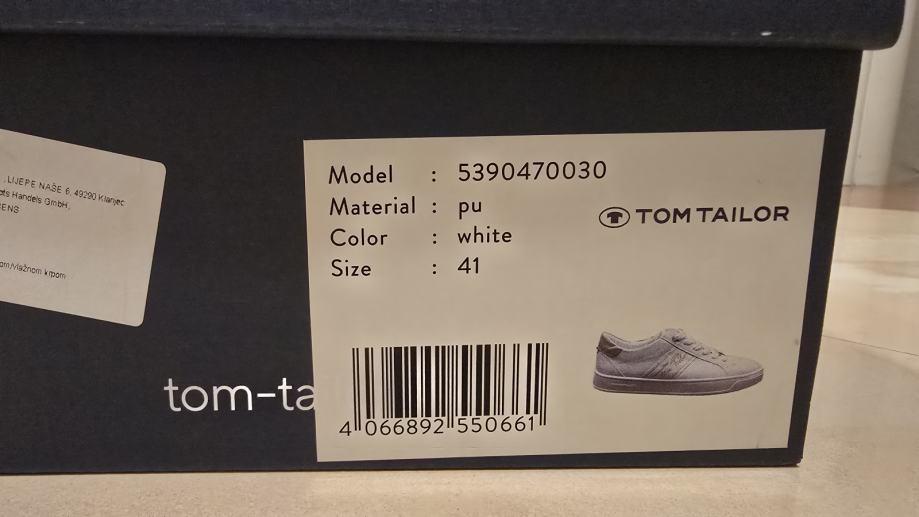 , LIJEPE NAŠE 6, 49290 Klanjec
Handels GmbH,
om/vlažnom krpom
Model : 5390470030
Material : pu
Color : white
Size : 41
TOM TAILOR
4 066892 550661
tom-ta